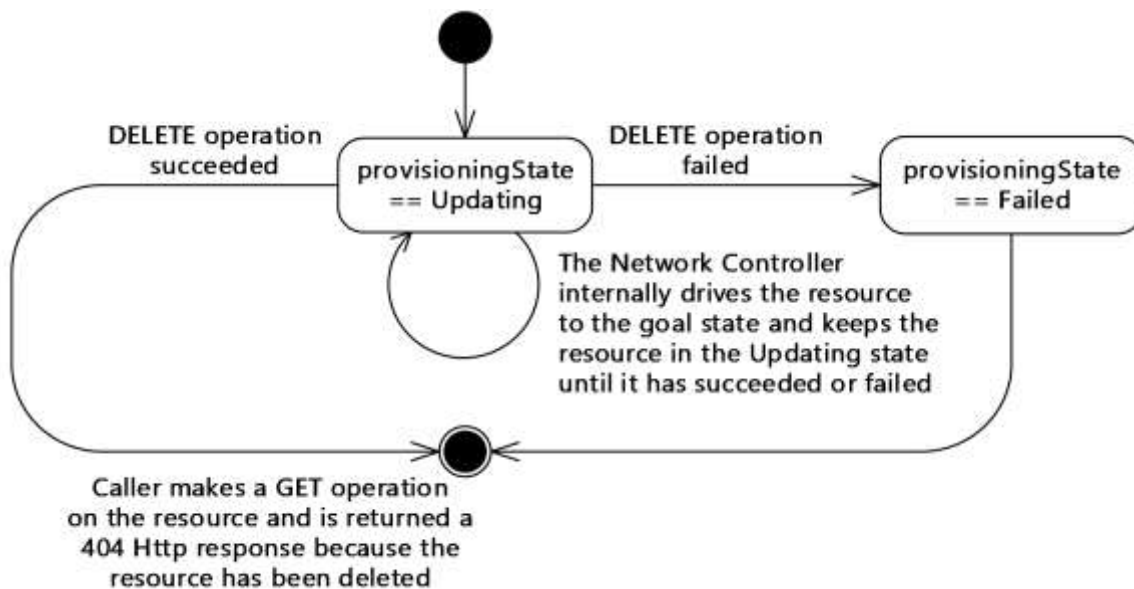 DELETE operation
succeeded
provisioningState
== Updating
DELETE operation
failed
provisioningState
== Failed
The Network Controller
internally drives the resource
to the goal state and keeps the
resource in the Updating state
until it has succeeded or failed
Caller makes a GET operation
on the resource and is returned a
404 Http response because the
resource has been deleted